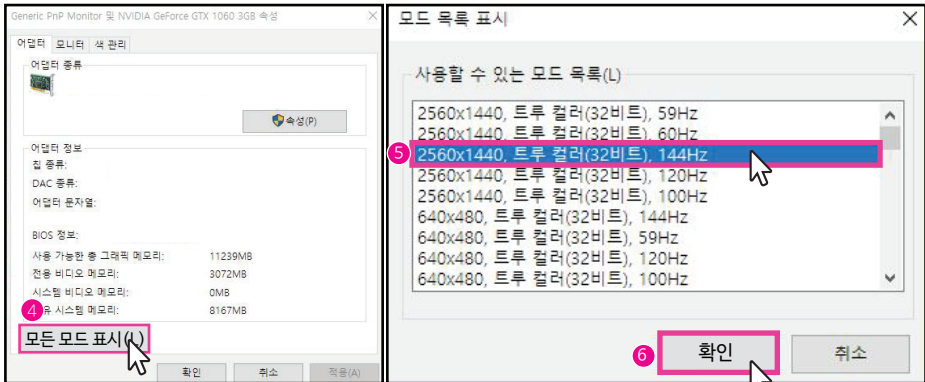 Generic PnP Monitor 및 NVIDIA GeForce GTX 1060 3GB 속성
어댑터 모니터 색 관리
어댑터 종류
속성(P)
어댑터 정보
칩 종류:
DAC 종류:
어댑터 문자열:
BIOS 정보:
사용 가능한 총 그래픽 메모리: 11239MB
전용 비디오 메모리: 3072MB
시스템 비디오 메모리: 0MB
4 유 시스템 메모리: 8167MB
모든 모드 표시(L)
확인 취소 적용(A)
모드 목록 표시
사용할 수 있는 모드 목록(L)
2560x1440, 트루 컬러(32비트), 59Hz
2560x1440, 트루 컬러(32비트), 60Hz
5 2560x1440, 트루 컬러(32비트), 144Hz
2560x1440, 트루 컬러(32비트), 120Hz
2560x1440, 트루 컬러(32비트), 100Hz
640x480, 트루 컬러(32비트), 144Hz
640x480, 트루 컬러(32비트), 59Hz
640x480, 트루 컬러(32비트), 120Hz
640x480, 트루 컬러(32비트), 100Hz
6 확인 취소